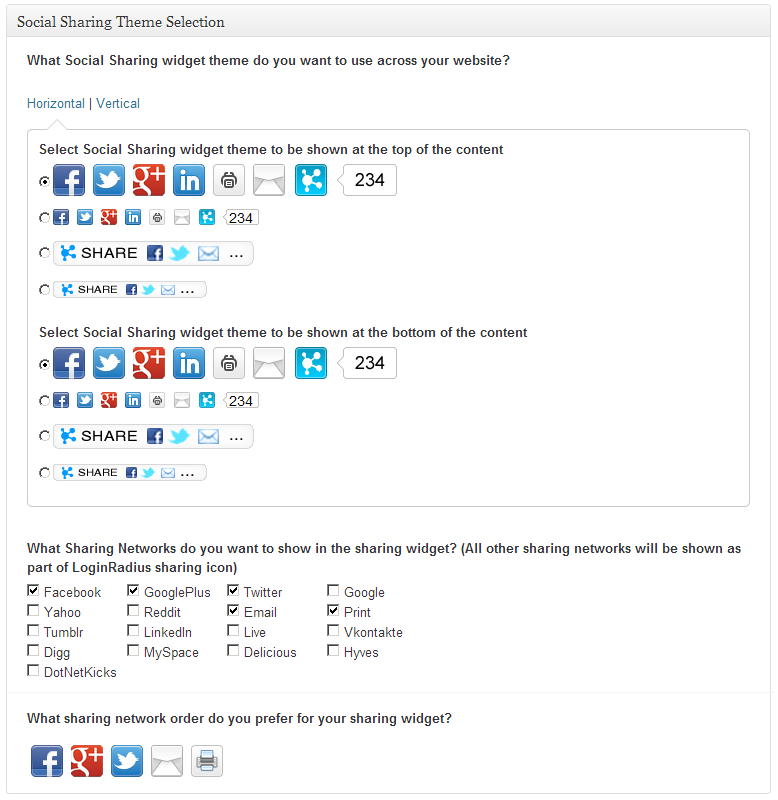 Social Sharing Theme Selection
What Social Sharing widget theme do you want to use across your website?
Horizontal | Vertical
Select Social Sharing widget theme to be shown at the top of the content
f g+ in 234
f g+ in 234
SHARE f ...
SHARE f ...
Select Social Sharing widget theme to be shown at the bottom of the content
f g+ in 234
f g+ in 234
SHARE f ...
SHARE f ...
What Sharing Networks do you want to show in the sharing widget? (All other sharing networks will be shown as
part of LoginRadius sharing icon)
Facebook GooglePlus Twitter Google
Yahoo Reddit Email Print
Tumblr LinkedIn Live Vkontakte
Digg MySpace Delicious Hyves
DotNetKicks
What sharing network order do you prefer for your sharing widget?
f g+